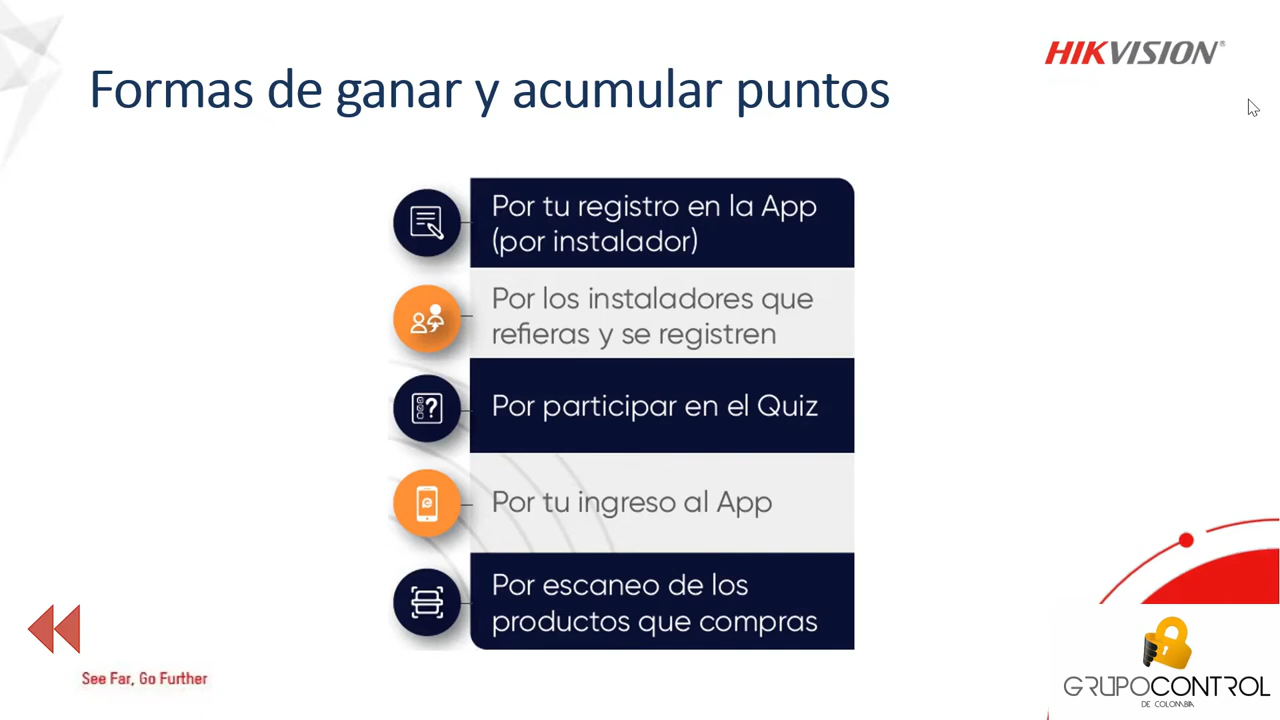 HIKVISION®
Formas de ganar y acumular puntos
Por tu registro en la App
(por instalador)
Por los instaladores que
refieras y se registren
Por participar en el Quiz
Por tu ingreso al App
Por escaneo de los
productos que compras
See Far, Go Further
GRUPOCONTROL
DE COLOMBIA